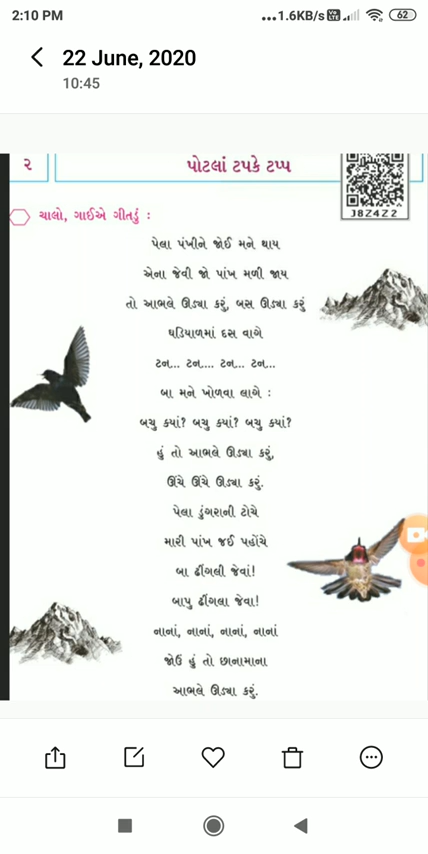 2:10 PM
...1.6KB/s
62
22 June, 2020
10:45
૨
પોટલાં ટપકે ટપ્પ
J8Z4Z2
ચાલો, ગાઈએ ગીતડું :
પેલા પંખીને જોઈ મને થાય
એના જેવી જો પાંખ મળી જાય
તો આભલે ઊડ્યા કરું, બસ ઊડ્યા કરું
ઘડિયાળમાં દસ વાગે
ટન... ટન.... ટન... ટન...
બા મને ખોળવા લાગે :
બચુ ક્યાં? બચુ ક્યાં? બચુ ક્યાં?
હું તો આભલે ઊડ્યા કરું,
ઊંચે ઊંચે ઊડ્યા કરું.
પેલા ડુંગરાની ટોચે
મારી પાંખ જઈ પહોંચે
બા ઢીંગલી જેવાં!
બાપુ ઢીંગલા જેવા!
નાનાં, નાનાં, નાનાં, નાનાં
જોઉં હું તો છાનામાના
આભલે ઊડ્યા કરું.